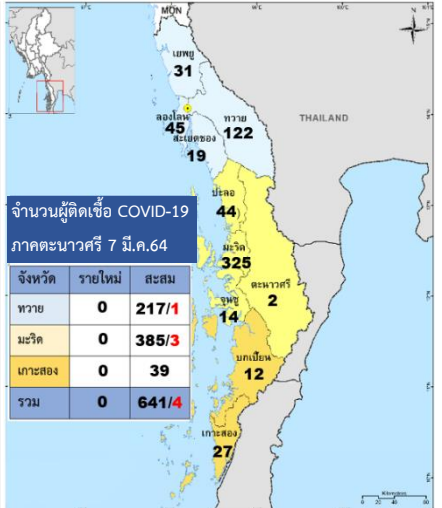 MON
N
เยพยู
31
ลองโลน
45
ทวาย
122
สะเยดชอง
19
THAILAND
ปะลอ
44
มะริด
325
ตะนาวศรี
2
จุนซู
14
บกเปี้ยน
12
เกาะสอง
27
จำนวนผู้ติดเชื้อ COVID-19
ภาคตะนาวศรี 7 มี.ค.64
จังหวัด รายใหม่ สะสม
ทวาย 0 217/1
มะริด 0 385/3
เกาะสอง 0 39
รวม 0 641/4
Kilometers